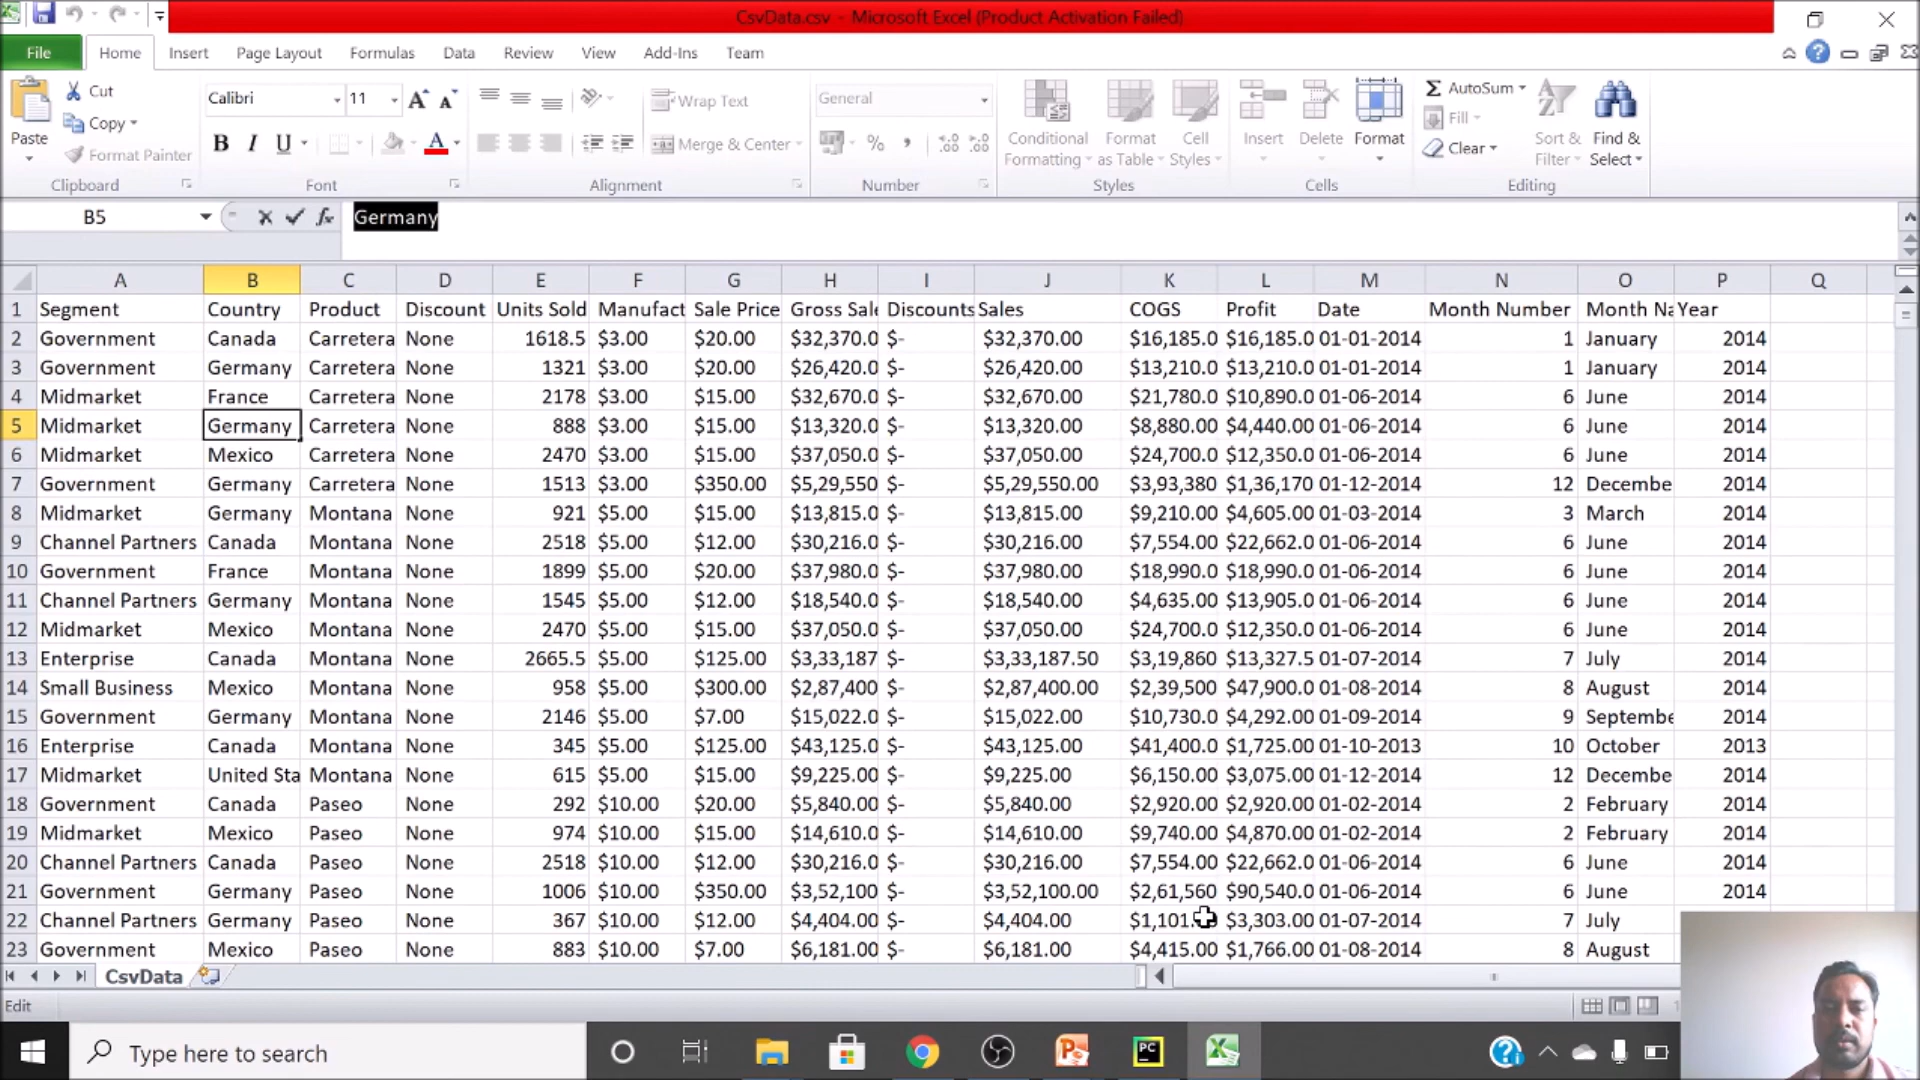 CsvData.csv - Microsoft Excel (Product Activation Failed)
File Home Insert Page Layout Formulas Data Review View Add-Ins Team
Paste
Cut
Copy
Format Painter
Clipboard
Calibri 11
B I U
Font
Wrap Text
Merge & Center
Alignment
General
%
Number
Conditional Formatting
Format as Table
Cell Styles
Styles
Insert Delete Format
Cells
Σ AutoSum
Fill
Clear
Sort & Filter
Find & Select
Editing
B5 fx Germany
A B C D E F G H I J K L M N O P Q
1 Segment Country Product Discount Units Sold Manufact Sale Price Gross Sale Discounts Sales COGS Profit Date Month Number Month Na Year
2 Government Canada Carretera None 1618.5 $3.00 $20.00 $32,370.0 $- $32,370.00 $16,185.0 $16,185.0 01-01-2014 1 January 2014
3 Government Germany Carretera None 1321 $3.00 $20.00 $26,420.0 $- $26,420.00 $13,210.0 $13,210.0 01-01-2014 1 January 2014
4 Midmarket France Carretera None 2178 $3.00 $15.00 $32,670.0 $- $32,670.00 $21,780.0 $10,890.0 01-06-2014 6 June 2014
5 Midmarket Germany Carretera None 888 $3.00 $15.00 $13,320.0 $- $13,320.00 $8,880.00 $4,440.00 01-06-2014 6 June 2014
6 Midmarket Mexico Carretera None 2470 $3.00 $15.00 $37,050.0 $- $37,050.00 $24,700.0 $12,350.0 01-06-2014 6 June 2014
7 Government Germany Carretera None 1513 $3.00 $350.00 $5,29,550 $- $5,29,550.00 $3,93,380 $1,36,170 01-12-2014 12 Decembe 2014
8 Midmarket Germany Montana None 921 $5.00 $15.00 $13,815.0 $- $13,815.00 $9,210.00 $4,605.00 01-03-2014 3 March 2014
9 Channel Partners Canada Montana None 2518 $5.00 $12.00 $30,216.0 $- $30,216.00 $7,554.00 $22,662.0 01-06-2014 6 June 2014
10 Government France Montana None 1899 $5.00 $20.00 $37,980.0 $- $37,980.00 $18,990.0 $18,990.0 01-06-2014 6 June 2014
11 Channel Partners Germany Montana None 1545 $5.00 $12.00 $18,540.0 $- $18,540.00 $4,635.00 $13,905.0 01-06-2014 6 June 2014
12 Midmarket Mexico Montana None 2470 $5.00 $15.00 $37,050.0 $- $37,050.00 $24,700.0 $12,350.0 01-06-2014 6 June 2014
13 Enterprise Canada Montana None 2665.5 $5.00 $125.00 $3,33,187 $- $3,33,187.50 $3,19,860 $13,327.5 01-07-2014 7 July 2014
14 Small Business Mexico Montana None 958 $5.00 $300.00 $2,87,400 $- $2,87,400.00 $2,39,500 $47,900.0 01-08-2014 8 August 2014
15 Government Germany Montana None 2146 $5.00 $7.00 $15,022.0 $- $15,022.00 $10,730.0 $4,292.00 01-09-2014 9 Septembe 2014
16 Enterprise Canada Montana None 345 $5.00 $125.00 $43,125.0 $- $43,125.00 $41,400.0 $1,725.00 01-10-2013 10 October 2013
17 Midmarket United Sta Montana None 615 $5.00 $15.00 $9,225.00 $- $9,225.00 $6,150.00 $3,075.00 01-12-2014 12 Decembe 2014
18 Government Canada Paseo None 292 $10.00 $20.00 $5,840.00 $- $5,840.00 $2,920.00 $2,920.00 01-02-2014 2 February 2014
19 Midmarket Mexico Paseo None 974 $10.00 $15.00 $14,610.0 $- $14,610.00 $9,740.00 $4,870.00 01-02-2014 2 February 2014
20 Channel Partners Canada Paseo None 2518 $10.00 $12.00 $30,216.0 $- $30,216.00 $7,554.00 $22,662.0 01-06-2014 6 June 2014
21 Government Germany Paseo None 1006 $10.00 $350.00 $3,52,100 $- $3,52,100.00 $2,61,560 $90,540.0 01-06-2014 6 June 2014
22 Channel Partners Germany Paseo None 367 $10.00 $12.00 $4,404.00 $- $4,404.00 $1,101. $3,303.00 01-07-2014 7 July
23 Government Mexico Paseo None 883 $10.00 $7.00 $6,181.00 $- $6,181.00 $4,415.00 $1,766.00 01-08-2014 8 August
CsvData
Edit
Type here to search